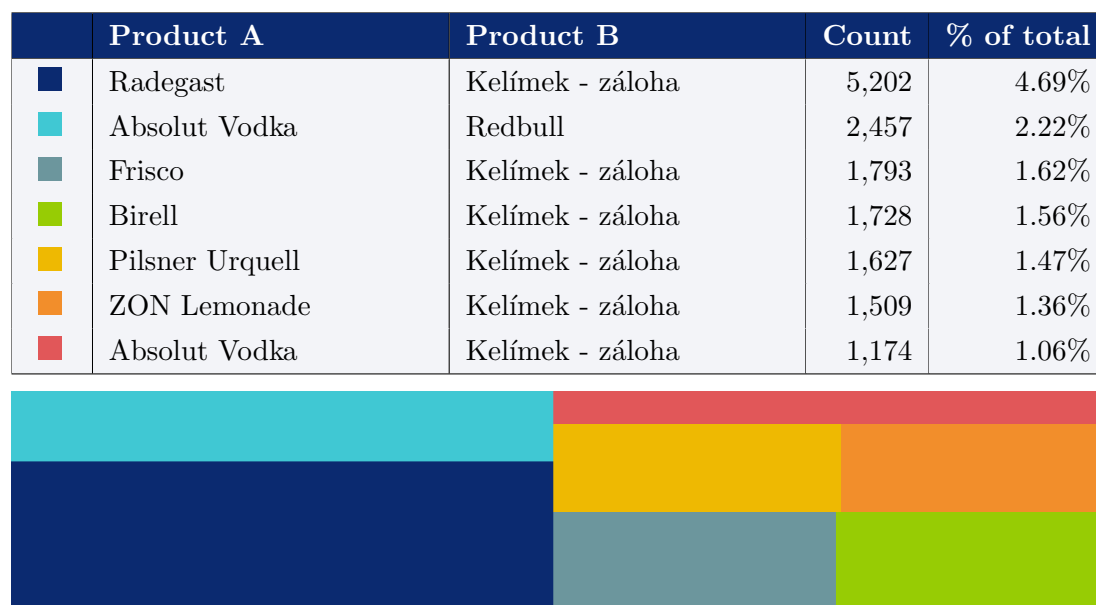 Product A Product B Count % of total
Radegast Kelímek - záloha 5,202 4.69%
Absolut Vodka Redbull 2,457 2.22%
Frisco Kelímek - záloha 1,793 1.62%
Birell Kelímek - záloha 1,728 1.56%
Pilsner Urquell Kelímek - záloha 1,627 1.47%
ZON Lemonade Kelímek - záloha 1,509 1.36%
Absolut Vodka Kelímek - záloha 1,174 1.06%